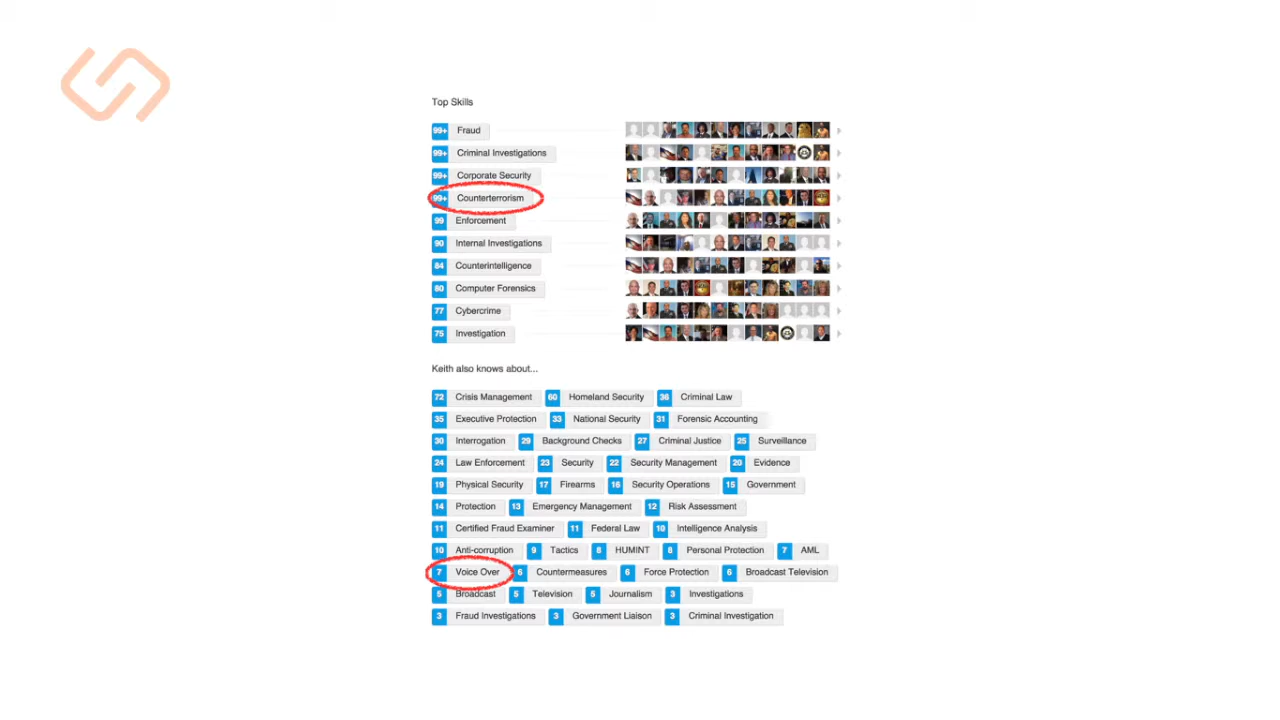 Top Skills
99+ Fraud
99+ Criminal Investigations
99+ Corporate Security
99+ Counterterrorism
99 Enforcement
90 Internal Investigations
84 Counterintelligence
80 Computer Forensics
77 Cybercrime
75 Investigation
Keith also knows about...
72 Crisis Management 60 Homeland Security 36 Criminal Law
35 Executive Protection 33 National Security 31 Forensic Accounting
30 Interrogation 29 Background Checks 27 Criminal Justice 25 Surveillance
24 Law Enforcement 23 Security 22 Security Management 20 Evidence
19 Physical Security 17 Firearms 16 Security Operations 15 Government
14 Protection 13 Emergency Management 12 Risk Assessment
11 Certified Fraud Examiner 11 Federal Law 10 Intelligence Analysis
10 Anti-corruption 9 Tactics 8 HUMINT 8 Personal Protection 7 AML
7 Voice Over 6 Countermeasures 6 Force Protection 6 Broadcast Television
5 Broadcast 5 Television 5 Journalism 3 Investigations
3 Fraud Investigations 3 Government Liaison 3 Criminal Investigation